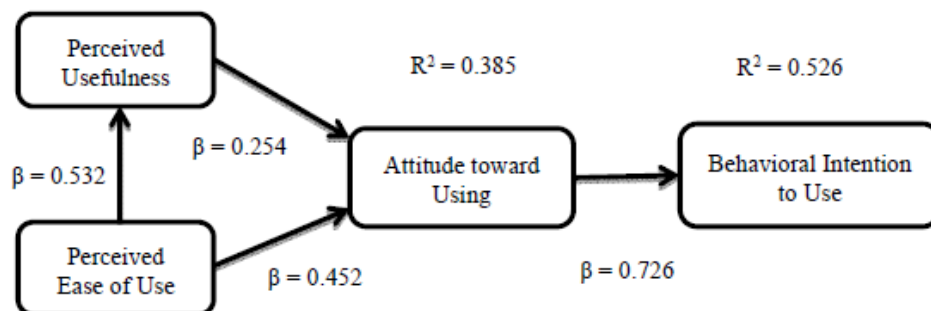 Perceived
Usefulness
R² = 0.385
R² = 0.526
β = 0.254
β = 0.532
Attitude toward
Using
Behavioral Intention
to Use
Perceived
Ease of Use
β = 0.452
β = 0.726